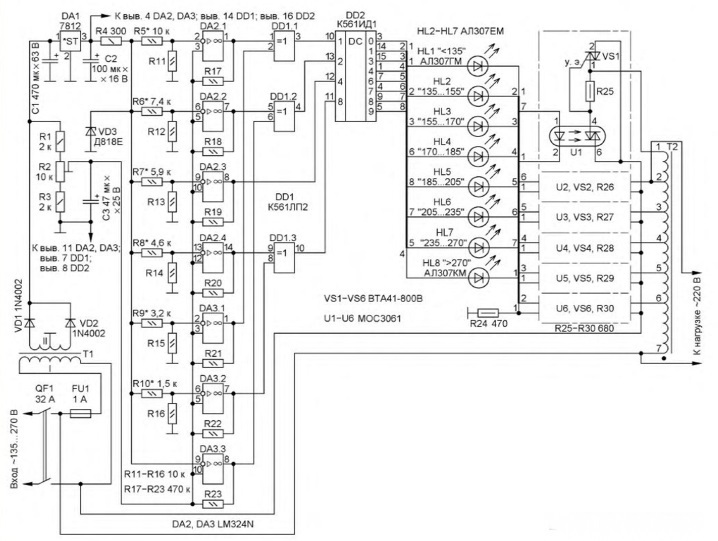 К выв. 4 DA2, DA3; выв. 14 DD1; выв. 16 DD2
DA1
7812
*ST
1
3
2
R4 300
R5* 10 к
DA2.1
DD1.1
=1
DD2
К561ИД1
DC
HL2–HL7 АЛ307ЕМ
C1 470 мк × 63 В
C2
100 мк ×
× 16 В
R11
R17
HL1 "<135"
АЛ307ГМ
у. э.
VS1
R25
R6* 7,4 к
DA2.2
DD1.2
=1
HL2
"135–155"
R1
2 к
VD3
Д818Е
R12
R18
HL3
"155–170"
U1
T2
R2
10 к
R7* 5,9 к
DA2.3
HL4
"170–185"
R3
2 к
C3 47 мк ×
× 25 В
R13
R19
DD1
К561ЛП2
HL5
"185–205"
U2, VS2, R26
К выв. 11 DA2, DA3;
выв. 7 DD1;
выв. 8 DD2
R8* 4,6 к
DA2.4
DD1.3
=1
HL6
"205–235"
U3, VS3, R27
R14
R20
HL7
"235–270"
U4, VS4, R28
HL8 ">270"
АЛ307КМ
U5, VS5, R29
VD1 1N4002
VD2
1N4002
R9* 3,2 к
DA3.1
VS1–VS6 BTA41-800B
U1–U6 MOC3061
U6, VS6, R30
R24 470
R25–R30 680
К нагрузке ~220 В
II
T1
I
R15
R21
QF1
32 А
FU1
1 А
R10* 1,5 к
DA3.2
R16
R22
Вход ~135...270 В
DA3.3
R11–R16 10 к
R17–R23 470 к
R23
DA2, DA3 LM324N